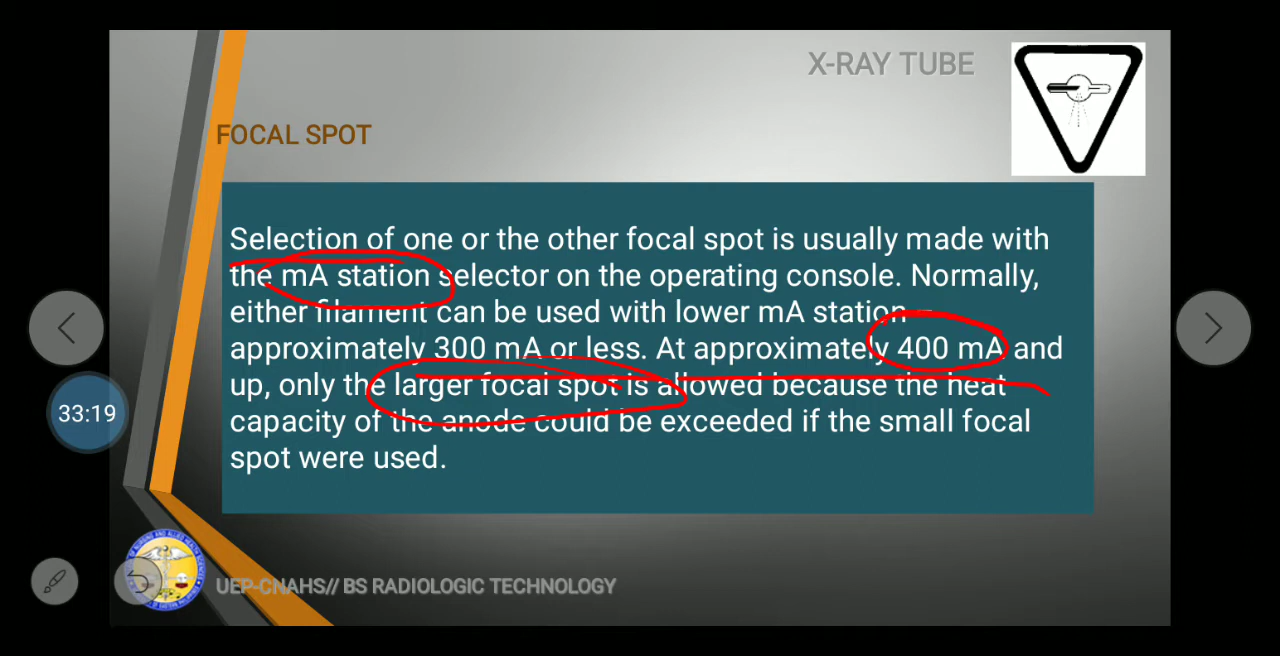 X-RAY TUBE
FOCAL SPOT
Selection of one or the other focal spot is usually made with
the mA station selector on the operating console. Normally,
either filament can be used with lower mA station –
approximately 300 mA or less. At approximately 400 mA and
up, only the larger focal spot is allowed because the heat
capacity of the anode could be exceeded if the small focal
spot were used.
33:19
UEP-CNAHS// BS RADIOLOGIC TECHNOLOGY